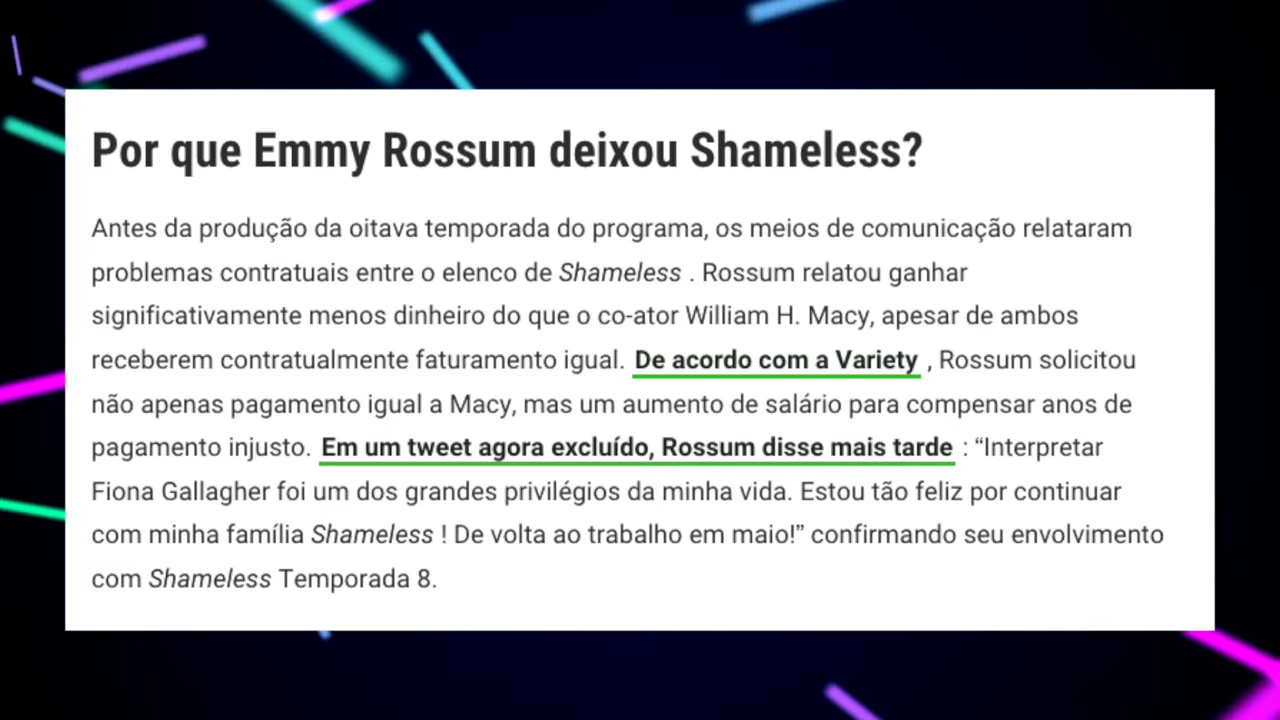 Por que Emmy Rossum deixou Shameless?
Antes da produção da oitava temporada do programa, os meios de comunicação relataram
problemas contratuais entre o elenco de Shameless . Rossum relatou ganhar
significativamente menos dinheiro do que o co-ator William H. Macy, apesar de ambos
receberem contratualmente faturamento igual. De acordo com a Variety , Rossum solicitou
não apenas pagamento igual a Macy, mas um aumento de salário para compensar anos de
pagamento injusto. Em um tweet agora excluído, Rossum disse mais tarde : “Interpretar
Fiona Gallagher foi um dos grandes privilégios da minha vida. Estou tão feliz por continuar
com minha família Shameless ! De volta ao trabalho em maio!” confirmando seu envolvimento
com Shameless Temporada 8.